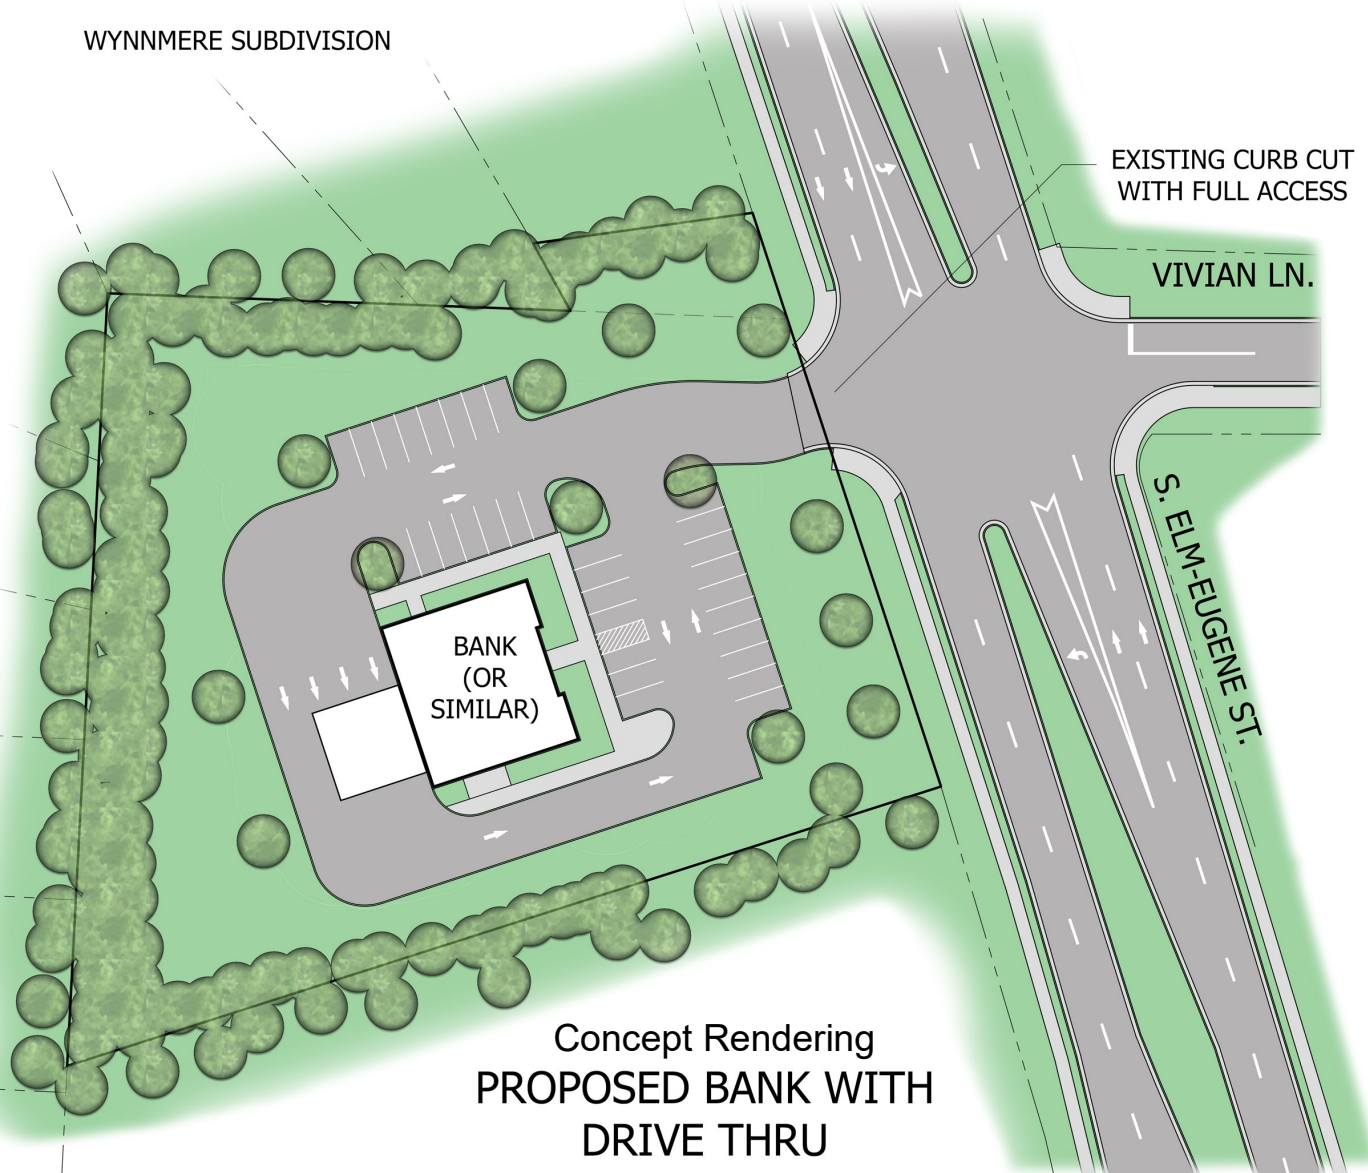 WYNNMERE SUBDIVISION
EXISTING CURB CUT
WITH FULL ACCESS
VIVIAN LN.
S. ELM-EUGENE ST.
BANK
(OR
SIMILAR)
Concept Rendering
PROPOSED BANK WITH
DRIVE THRU